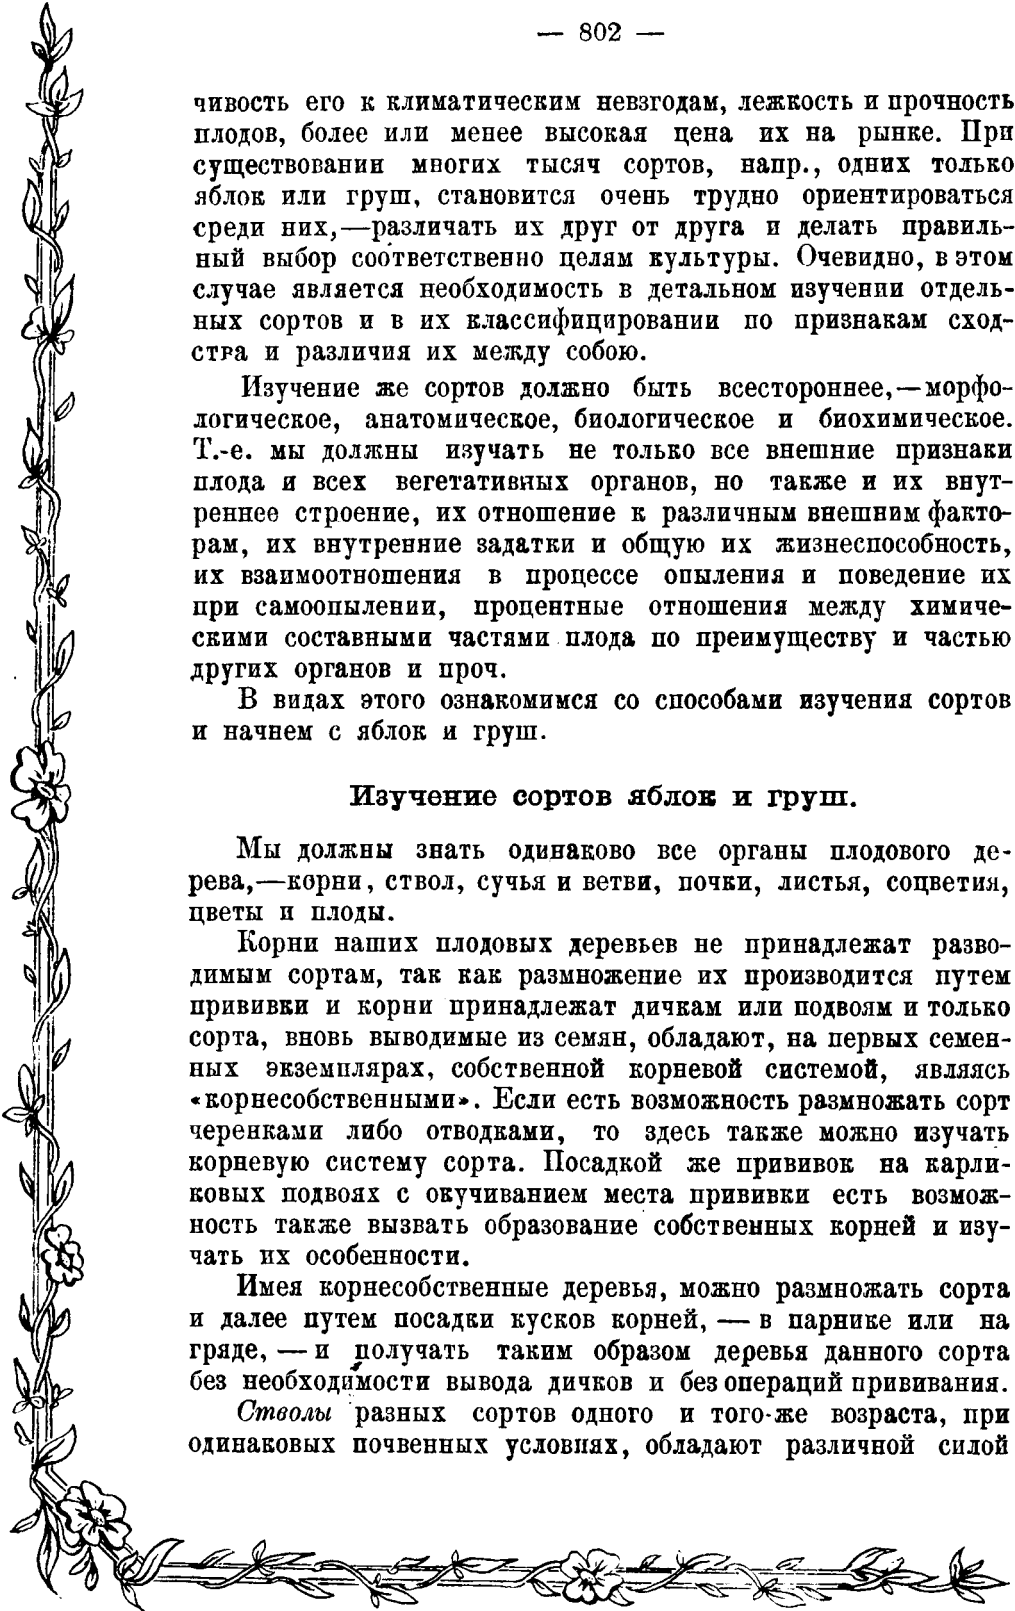 — 802 —
чивость его к климатическим невзгодам, лежкость и прочность
плодов, более или менее высокая цена их на рынке. При
существовании многих тысяч сортов, напр., одних только
яблок или груш, становится очень трудно ориентироваться
среди них,—различать их друг от друга и делать правиль-
ный выбор соответственно целям культуры. Очевидно, в этом
случае является необходимость в детальном изучении отдель-
ных сортов и в их классифицировании по признакам сход-
ства и различия их между собою.
Изучение же сортов должно быть всестороннее,—морфо-
логическое, анатомическое, биологическое и биохимическое.
Т.-е. мы должны изучать не только все внешние признаки
плода и всех вегетативных органов, но также и их внут-
реннее строение, их отношение к различным внешним факто-
рам, их внутренние задатки и общую их жизнеспособность,
их взаимоотношения в процессе опыления и поведение их
при самоопылении, процентные отношения между химиче-
скими составными частями плода по преимуществу и частью
других органов и проч.
В видах этого ознакомимся со способами изучения сортов
и начнем с яблок и груш.
Изучение сортов яблок и груш.
Мы должны знать одинаково все органы плодового де-
рева,—корни, ствол, сучья и ветви, почки, листья, соцветия,
цветы и плоды.
Корни наших плодовых деревьев не принадлежат разво-
димым сортам, так как размножение их производится путем
прививки и корни принадлежат дичкам или подвоям и только
сорта, вновь выводимые из семян, обладают, на первых семен-
ных экземплярах, собственной корневой системой, являясь
«корнесобственными». Если есть возможность размножать сорт
черенками либо отводками, то здесь также можно изучать
корневую систему сорта. Посадкой же прививок на карли-
ковых подвоях с окучиванием места прививки есть возмож-
ность также вызвать образование собственных корней и изу-
чать их особенности.
Имея корнесобственные деревья, можно размножать сорта
и далее путем посадки кусков корней, — в парнике или на
гряде, — и получать таким образом деревья данного сорта
без необходимости вывода дичков и без операций прививания.
Стволы разных сортов одного и того-же возраста, при
одинаковых почвенных условиях, обладают различной силой